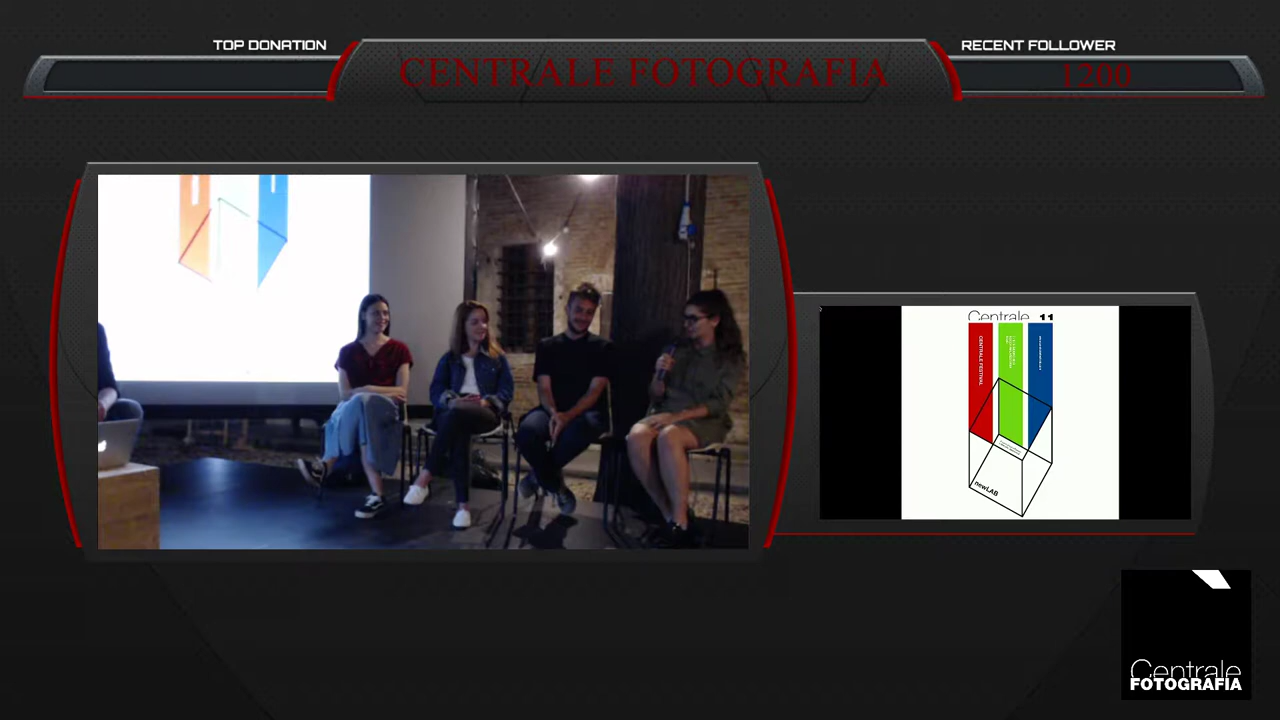 TOP DONATION
CENTRALE FOTOGRAFIA
RECENT FOLLOWER
1200
Centrale 11
CENTRALE FESTIVAL
newLAB
Centrale
FOTOGRAFIA